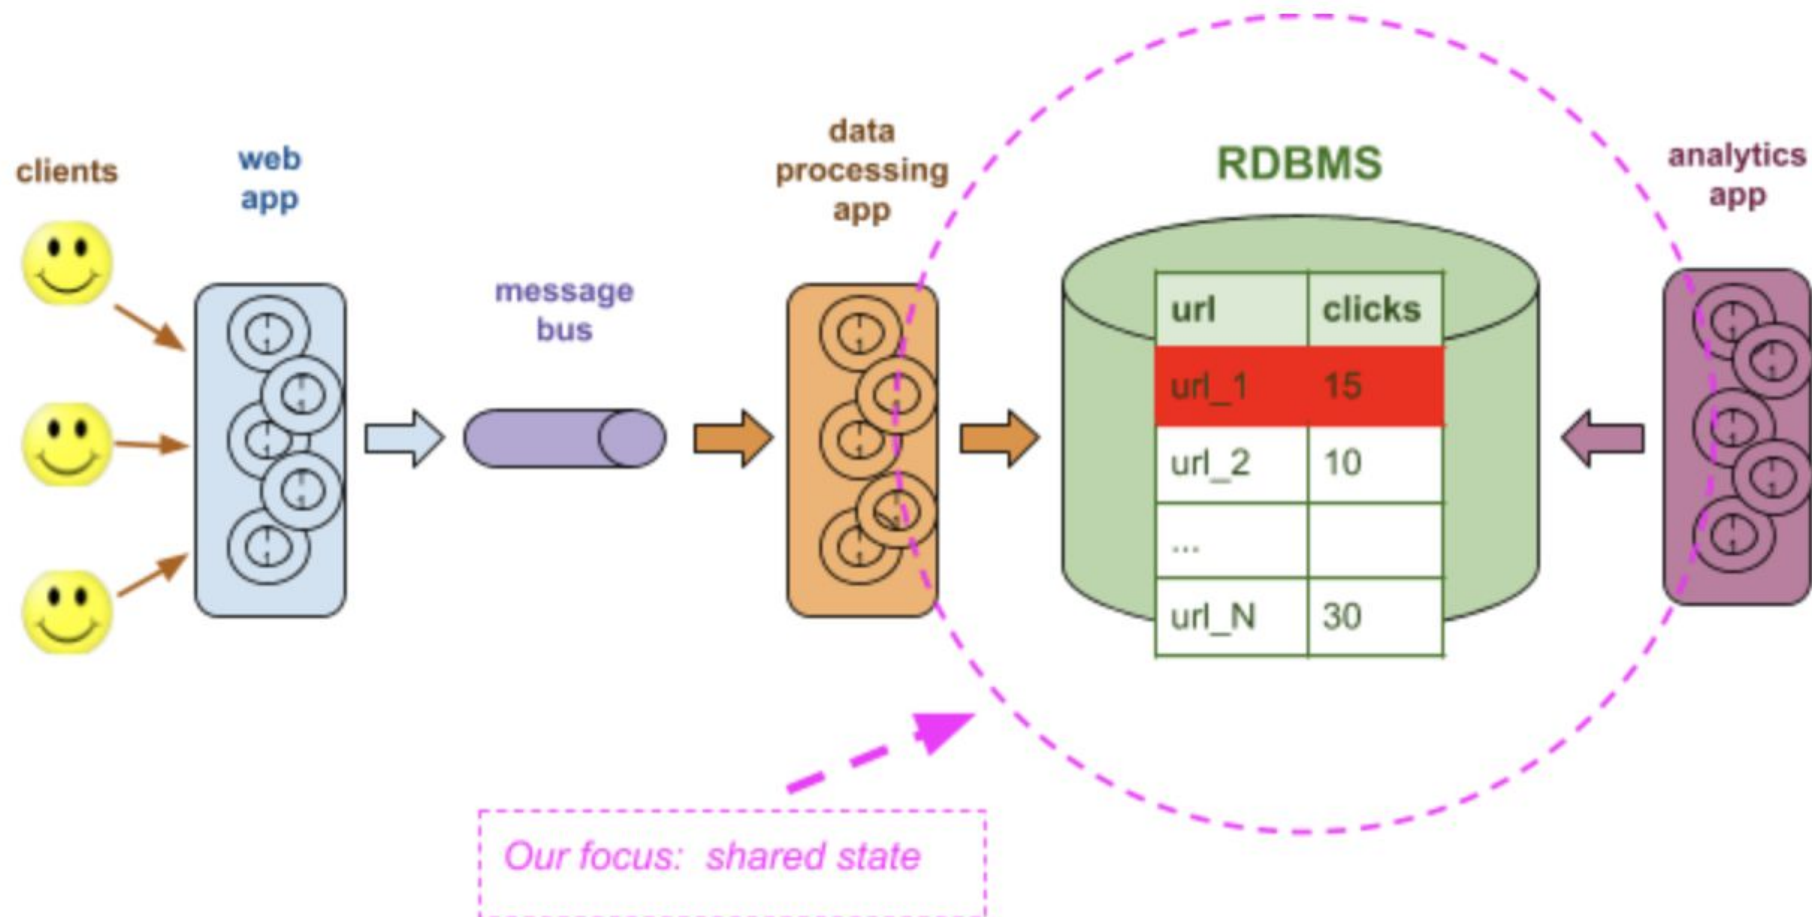 clients
web
app
message
bus
data
processing
app
RDBMS
analytics
app
url clicks
url_1 15
url_2 10
...
url_N 30
Our focus: shared state